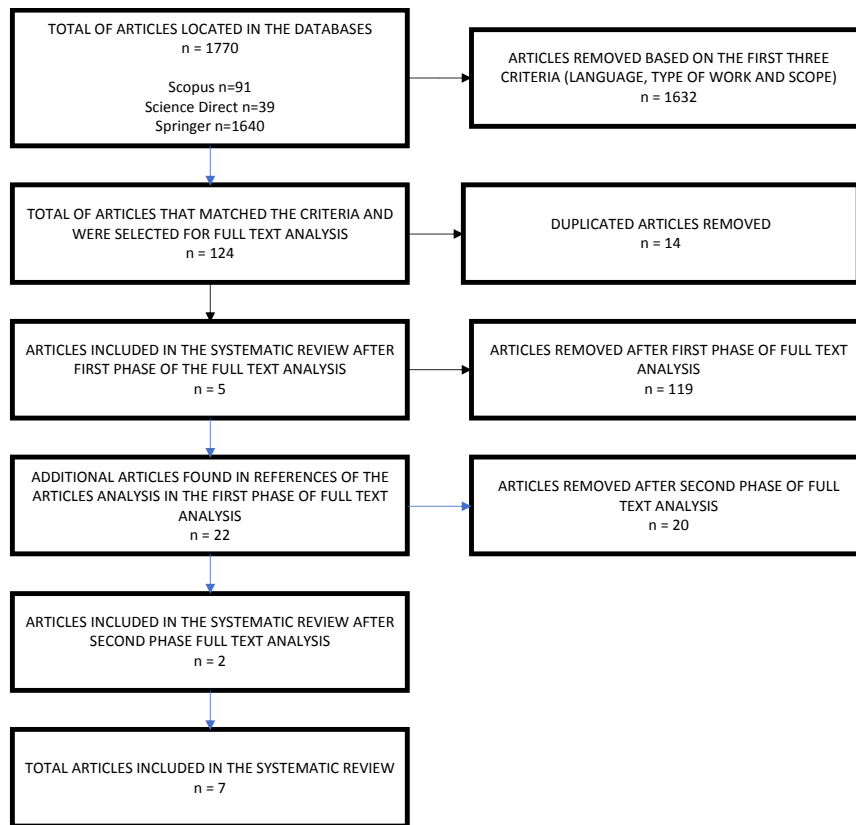 TOTAL OF ARTICLES LOCATED IN THE DATABASES
n = 1770
Scopus n=91
Science Direct n=39
Springer n=1640
ARTICLES REMOVED BASED ON THE FIRST THREE
CRITERIA (LANGUAGE, TYPE OF WORK AND SCOPE)
n = 1632
TOTAL OF ARTICLES THAT MATCHED THE CRITERIA AND
WERE SELECTED FOR FULL TEXT ANALYSIS
n = 124
DUPLICATED ARTICLES REMOVED
n = 14
ARTICLES INCLUDED IN THE SYSTEMATIC REVIEW AFTER
FIRST PHASE OF THE FULL TEXT ANALYSIS
n = 5
ARTICLES REMOVED AFTER FIRST PHASE OF FULL TEXT
ANALYSIS
n = 119
ADDITIONAL ARTICLES FOUND IN REFERENCES OF THE
ARTICLES ANALYSIS IN THE FIRST PHASE OF FULL TEXT
ANALYSIS
n = 22
ARTICLES REMOVED AFTER SECOND PHASE OF FULL
TEXT ANALYSIS
n = 20
ARTICLES INCLUDED IN THE SYSTEMATIC REVIEW AFTER
SECOND PHASE FULL TEXT ANALYSIS
n = 2
TOTAL ARTICLES INCLUDED IN THE SYSTEMATIC REVIEW
n = 7